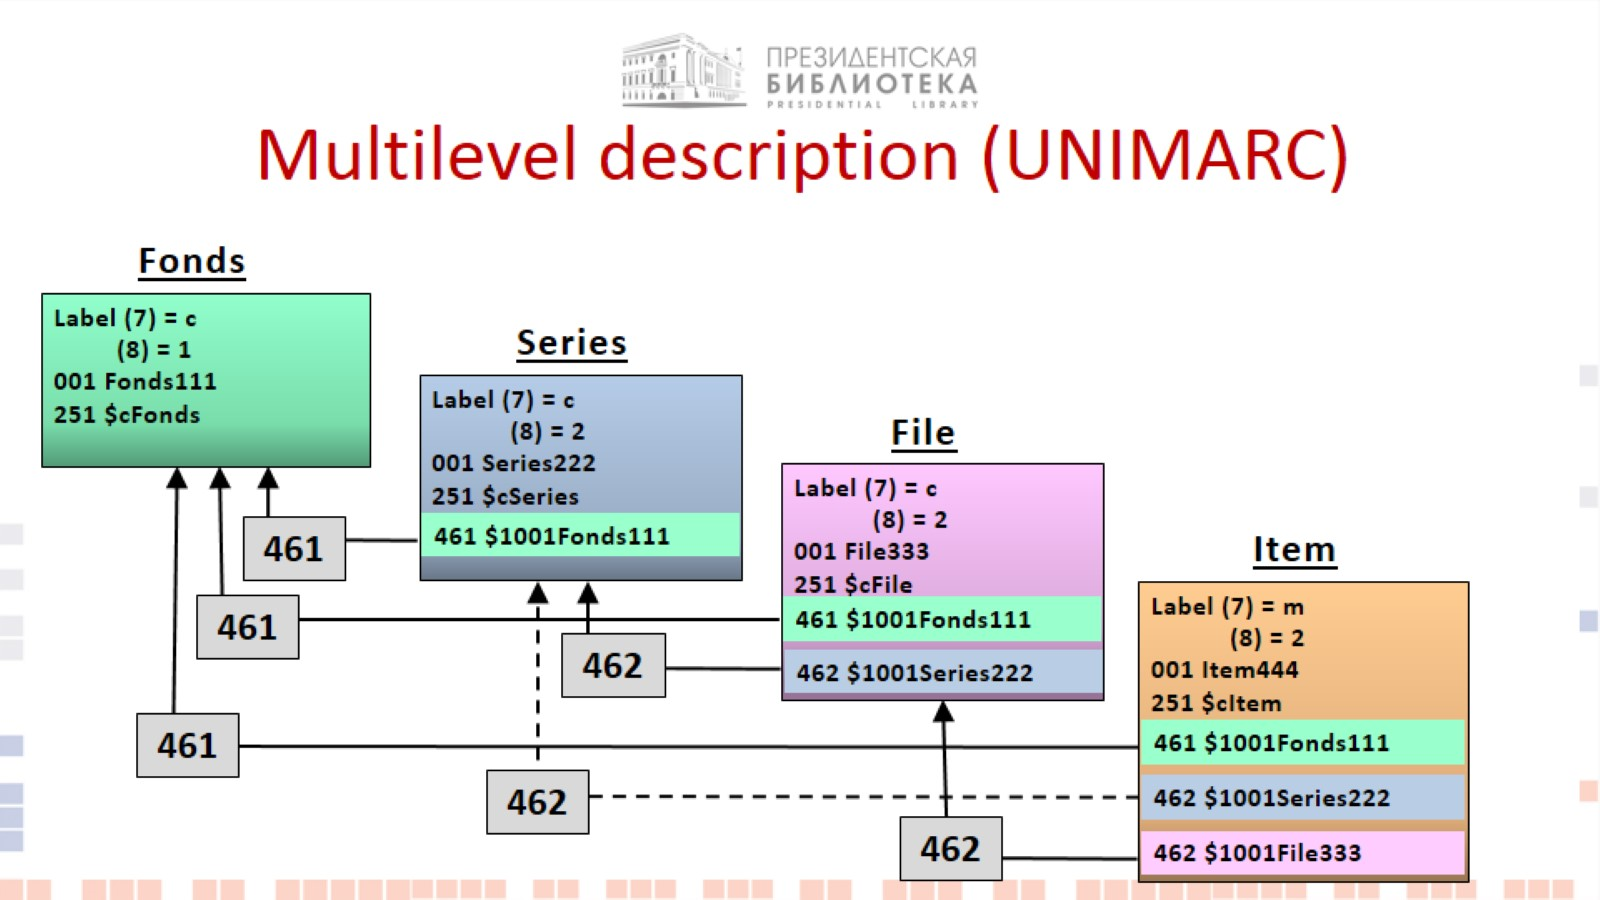 ПРЕЗИДЕНТСКАЯ
БИБЛИОТЕКА
PRESIDENTIAL LIBRARY
Multilevel description (UNIMARC)
Fonds
Label (7) = c
(8) = 1
001 Fonds111
251 $cFonds
Series
Label (7) = c
(8) = 2
001 Series222
251 $cSeries
461 $1001Fonds111
File
Label (7) = c
(8) = 2
001 File333
251 $cFile
461 $1001Fonds111
462 $1001Series222
Item
Label (7) = m
(8) = 2
001 Item444
251 $cItem
461 $1001Fonds111
462 $1001Series222
462 $1001File333
461
461
462
461
462
462